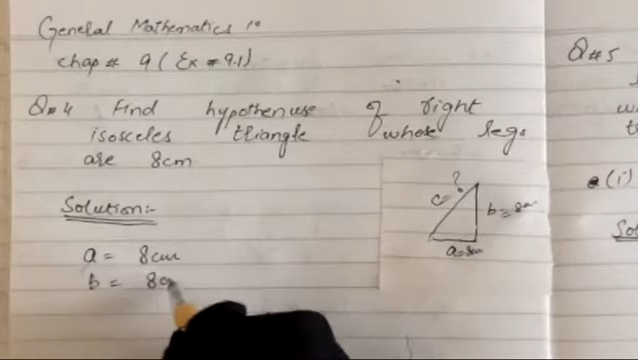 General Mathematics 10
chap # 9 ( Ex # 9.1)
Q# 4 Find hypothenuse of right
isosceles triangle whose legs
are 8cm
Solution:-
a = 8cm
b = 8c
c = ?
b = 8cm
a=8cm
Q#5
(i)